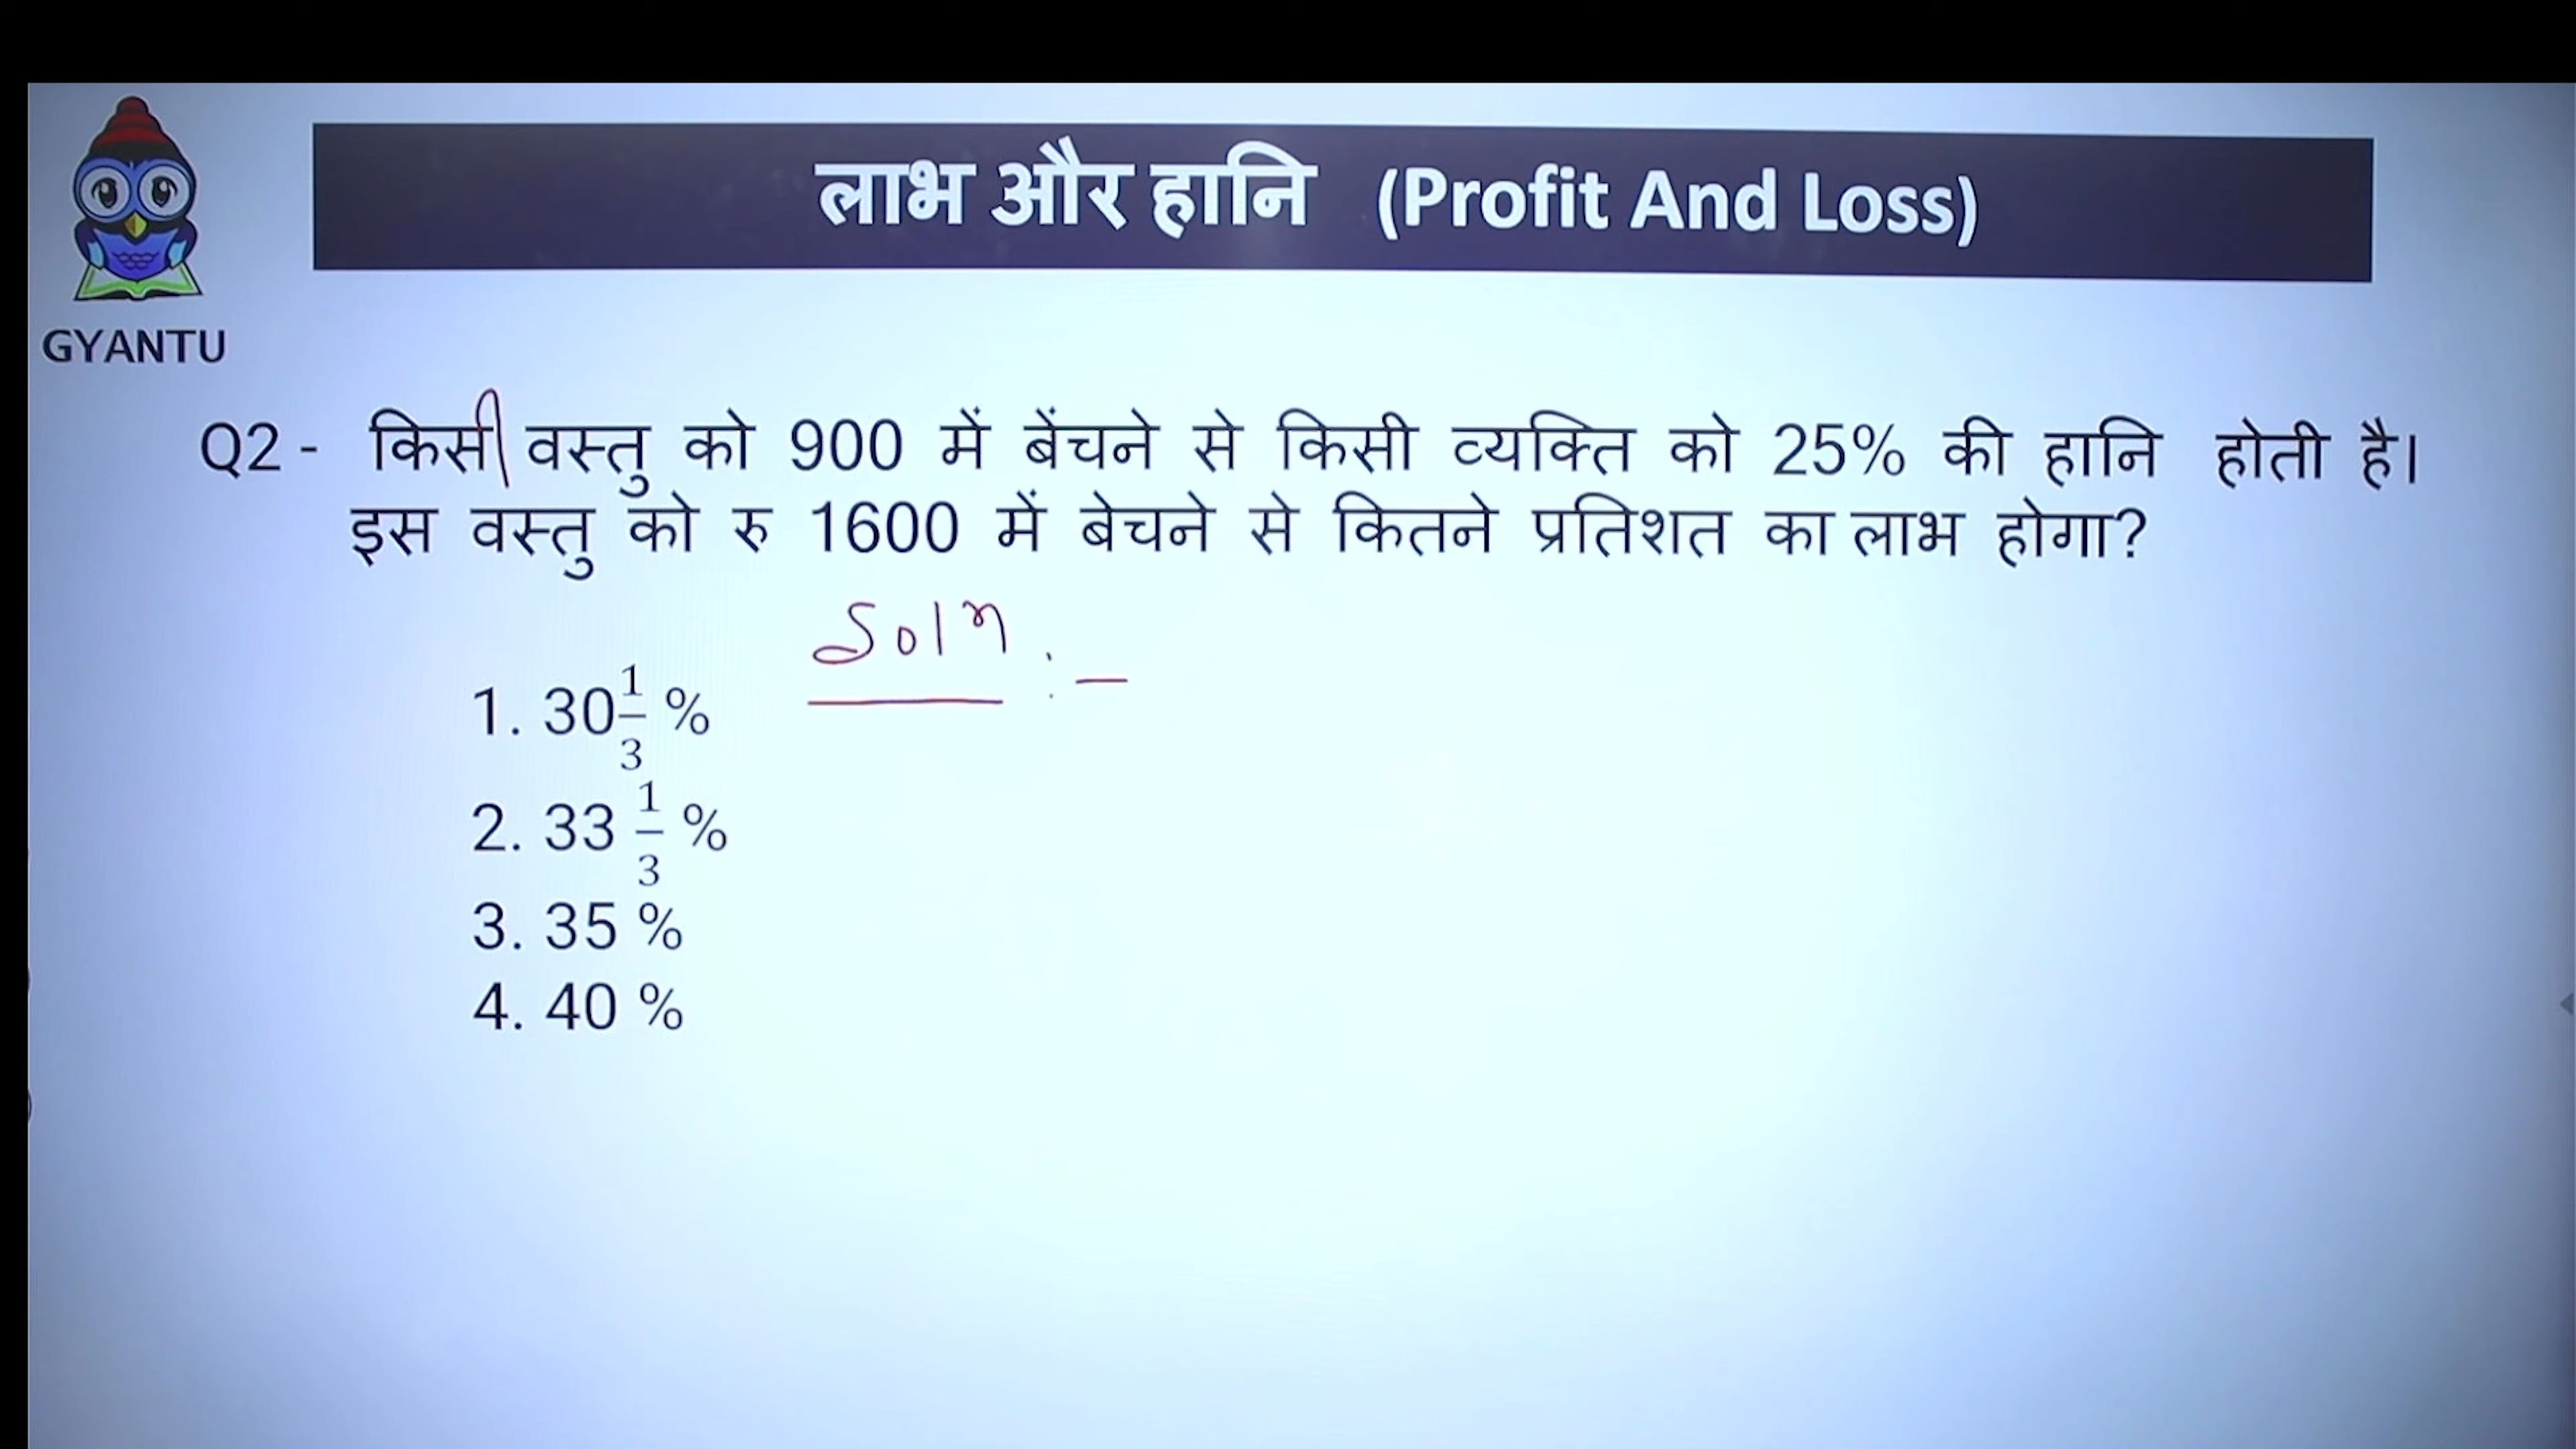 लाभ और हानि (Profit And Loss)
GYANTU
Q2 - किसी वस्तु को 900 में बेंचने से किसी व्यक्ति को 25% की हानि होती है।
इस वस्तु को रु 1600 में बेचने से कितने प्रतिशत का लाभ होगा?
Soln :-
1. 30 1/3 %
2. 33 1/3 %
3. 35 %
4. 40 %